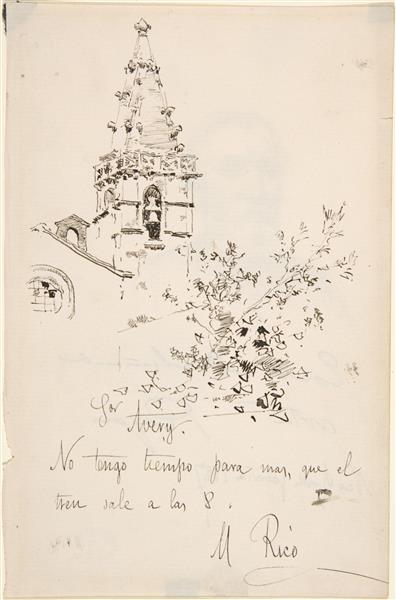 Sor Avery.
No tengo tiempo para mas, que el
tren sale a las 8.
M Rico